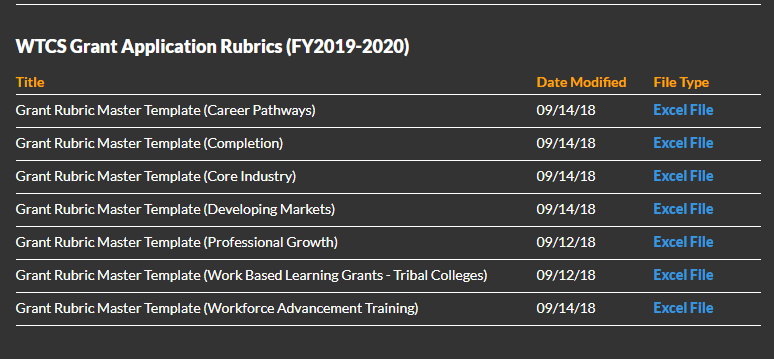 WTCS Grant Application Rubrics (FY2019-2020)
Title Date Modified File Type
Grant Rubric Master Template (Career Pathways) 09/14/18 Excel FIle
Grant Rubric Master Template (Completion) 09/14/18 Excel FIle
Grant Rubric Master Template (Core Industry) 09/14/18 Excel FIle
Grant Rubric Master Template (Developing Markets) 09/14/18 Excel FIle
Grant Rubric Master Template (Professional Growth) 09/12/18 Excel FIle
Grant Rubric Master Template (Work Based Learning Grants - Tribal Colleges) 09/12/18 Excel FIle
Grant Rubric Master Template (Workforce Advancement Training) 09/14/18 Excel FIle